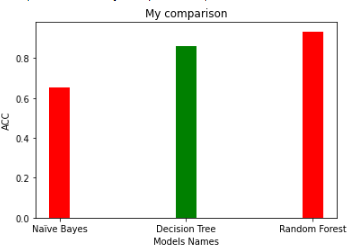 My comparison
ACC
0.8
0.6
0.4
0.2
0.0
Naïve Bayes
Decision Tree
Random Forest
Models Names